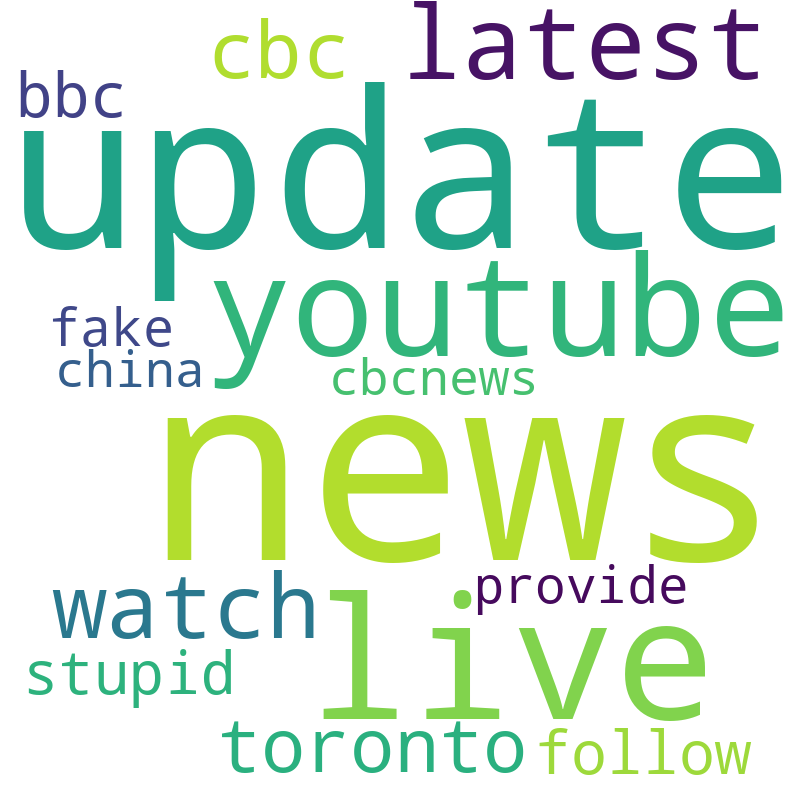 cbc latest
bbc
update
youtube
fake
china cbcnews
news
provide
watch live
stupid
toronto follow